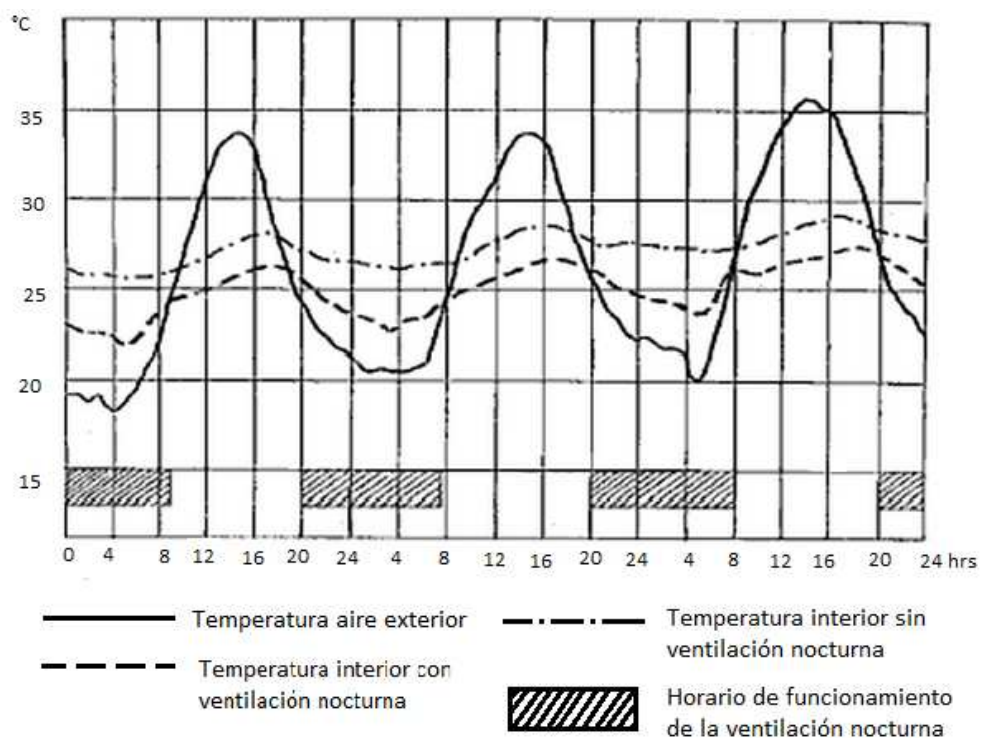 °C
35
30
25
20
15
0 4 8 12 16 20 24 4 8 12 16 20 24 4 8 12 16 20 24 hrs
Temperatura aire exterior
Temperatura interior con
ventilación nocturna
Temperatura interior sin
ventilación nocturna
Horario de funcionamiento
de la ventilación nocturna